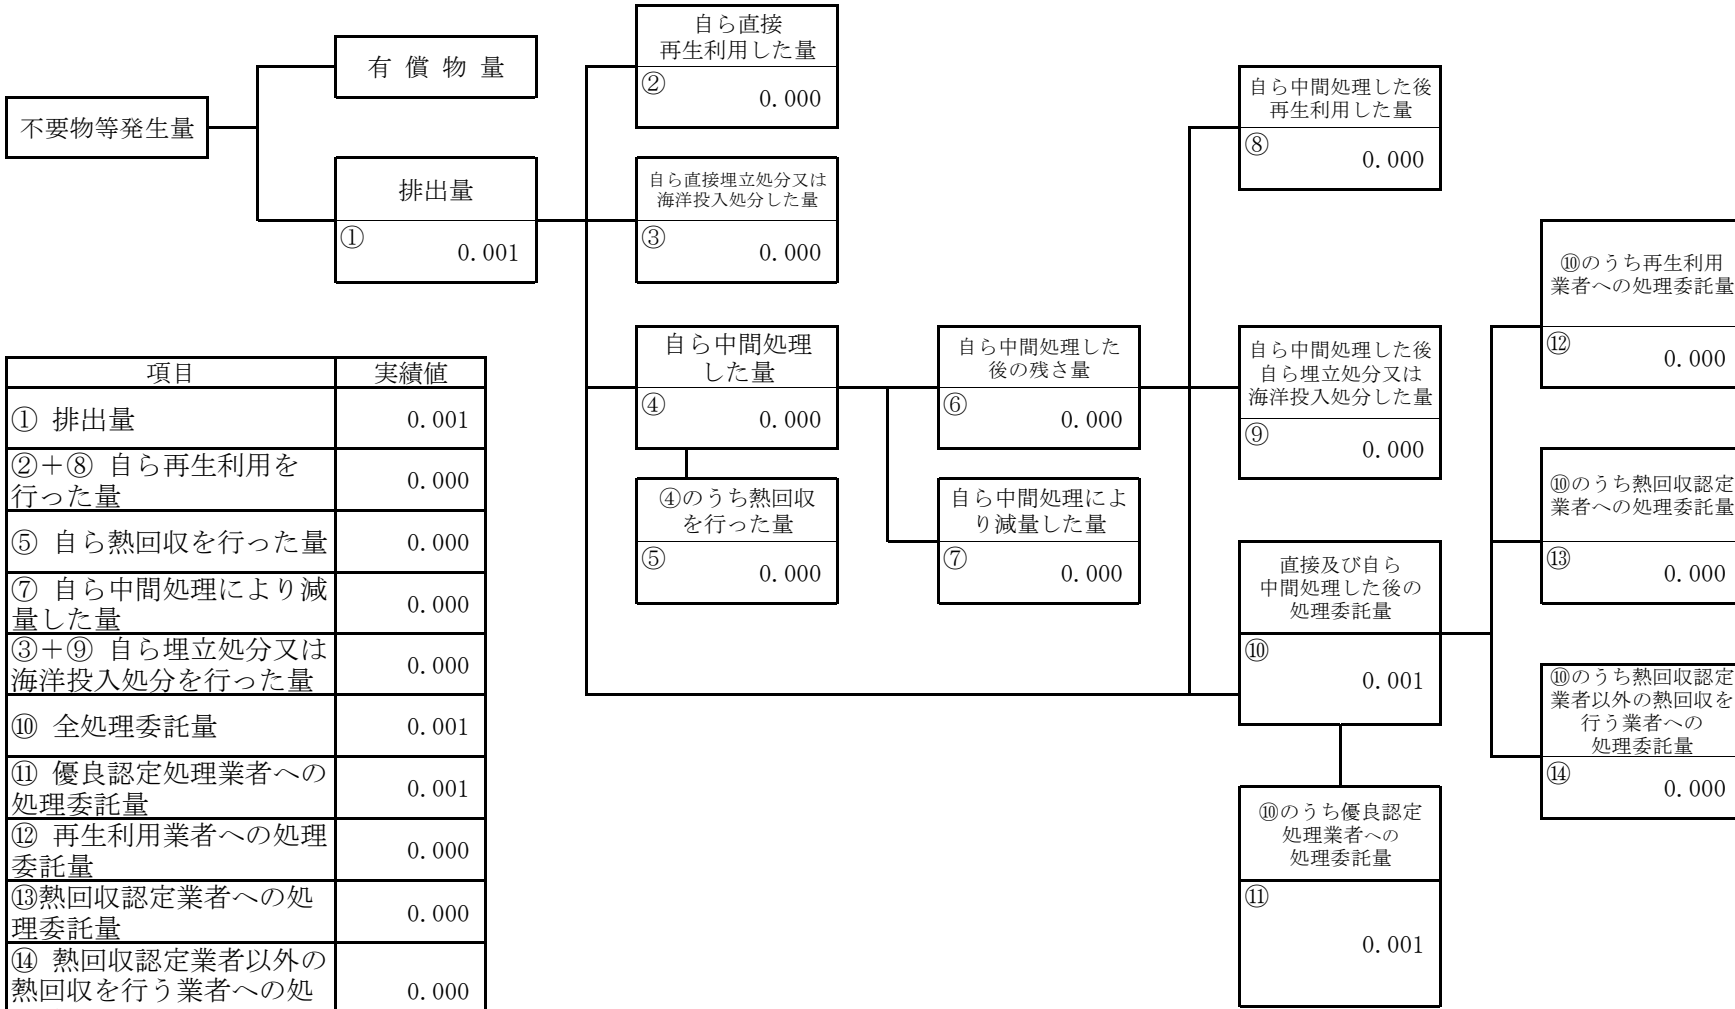 不要物等発生量
有 償 物 量
排出量
①
0.001
自ら直接
再生利用した量
②
0.000
自ら直接埋立処分又は
海洋投入処分した量
③
0.000
自ら中間処理
した量
④
0.000
④のうち熱回収
を行った量
⑤
0.000
自ら中間処理した
後の残さ量
⑥
0.000
自ら中間処理によ
り減量した量
⑦
0.000
自ら中間処理した後
再生利用した量
⑧
0.000
自ら中間処理した後
自ら埋立処分又は
海洋投入処分した量
⑨
0.000
直接及び自ら
中間処理した後の
処理委託量
⑩
0.001
⑩のうち優良認定
処理業者への
処理委託量
⑪
0.001
⑩のうち再生利用
業者への処理委託量
⑫
0.000
⑩のうち熱回収認定
業者への処理委託量
⑬
0.000
⑩のうち熱回収認定
業者以外の熱回収を
行う業者への
処理委託量
⑭
0.000
項目 実績値
① 排出量 0.001
②＋⑧ 自ら再生利用を
行った量 0.000
⑤ 自ら熱回収を行った量 0.000
⑦ 自ら中間処理により減
量した量 0.000
③＋⑨ 自ら埋立処分又は
海洋投入処分を行った量 0.000
⑩ 全処理委託量 0.001
⑪ 優良認定処理業者への
処理委託量 0.001
⑫ 再生利用業者への処理
委託量 0.000
⑬熱回収認定業者への処
理委託量 0.000
⑭ 熱回収認定業者以外の
熱回収を行う業者への処 0.000